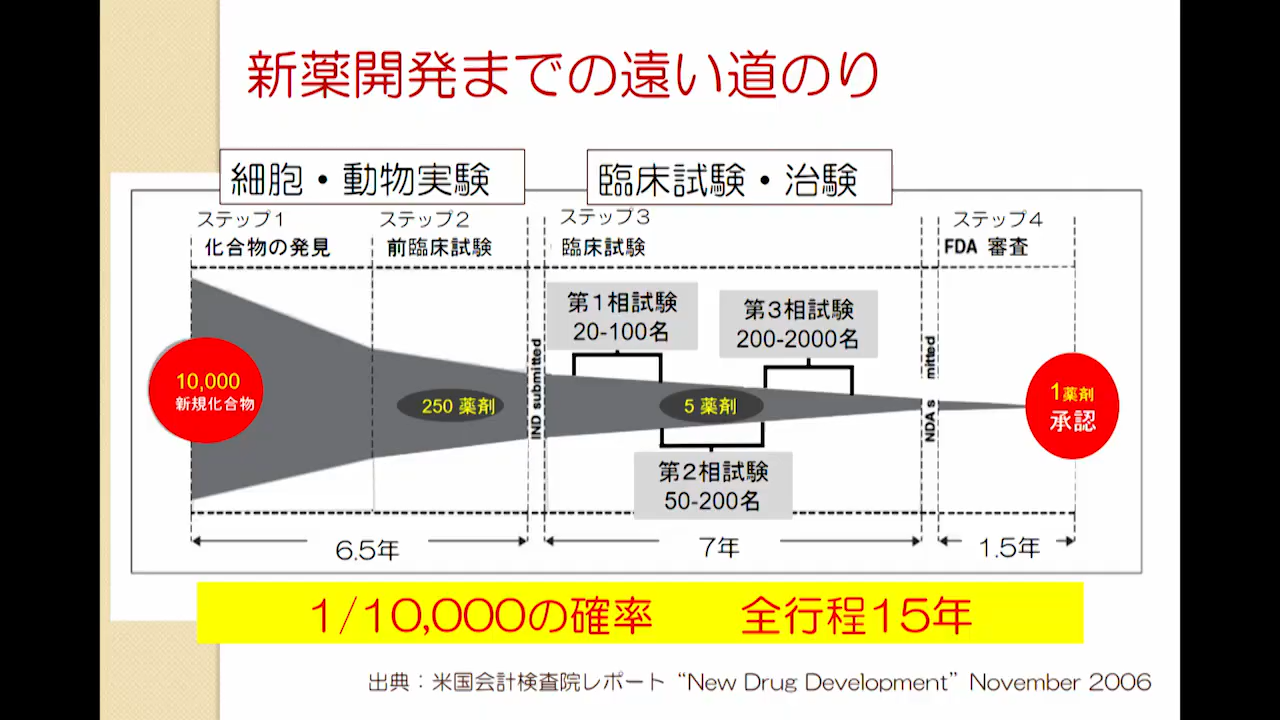 新薬開発までの遠い道のり
細胞・動物実験
臨床試験・治験
ステップ1
化合物の発見
ステップ2
前臨床試験
ステップ3
臨床試験
ステップ4
FDA 審査
第1相試験
20-100名
第3相試験
200-2000名
10,000
新規化合物
250 薬剤
IND submitted
5 薬剤
NDA s mitted
1薬剤
承認
第2相試験
50-200名
6.5年
7年
1.5年
1/10,000の確率 全行程15年
出典：米国会計検査院レポート “New Drug Development” November 2006